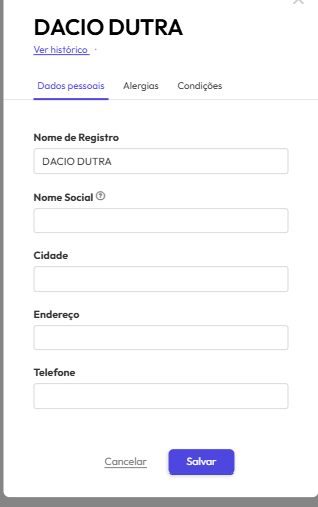 DACIO DUTRA
Ver histórico ·
Dados pessoais Alergias Condições
Nome de Registro
DACIO DUTRA
Nome Social ?
Cidade
Endereço
Telefone
Cancelar Salvar